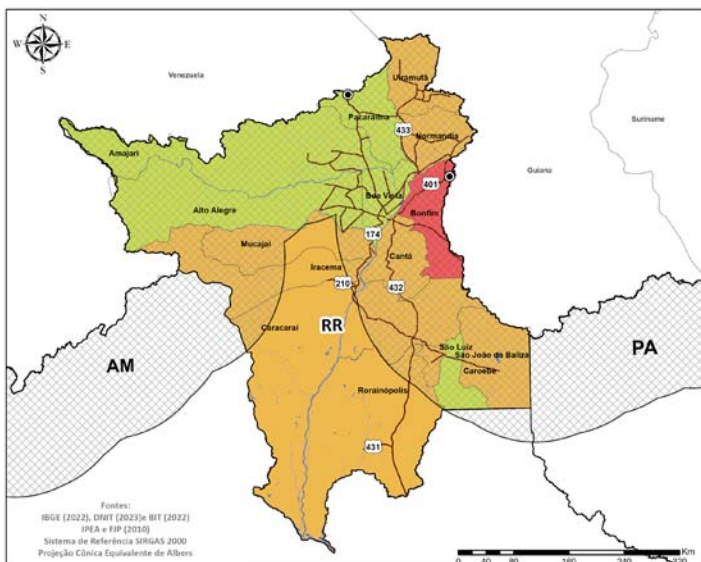 N
W E
S
Venezuela
Uiramutã
Suriname
Pacaraima
433
Normandia
Guiana
Amajari
401
Boa Vista
Alto Alegre
Bonfim
174
Mucajaí
Cantá
Iracema
210
432
Caracaraí
RR
São Luiz
PA
São João da Baliza
AM
Caroebe
Rorainópolis
431
Fontes:
IBGE (2022), DNIT (2023)e BIT (2022)
IPEA e FJP (2010)
Sistema de Referência SIRGAS 2000
Projeção Cônica Equivalente de Albers
Km
0 40 80 160 240 320